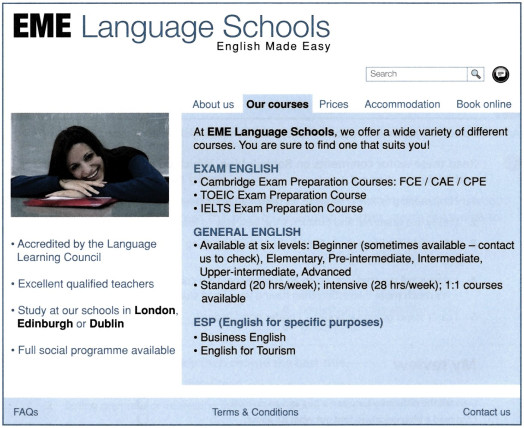 EME Language Schools
English Made Easy
Search
About us Our courses Prices Accommodation Book online
At EME Language Schools, we offer a wide variety of different
courses. You are sure to find one that suits you!
EXAM ENGLISH
• Cambridge Exam Preparation Courses: FCE / CAE / CPE
• TOEIC Exam Preparation Course
• IELTS Exam Preparation Course
GENERAL ENGLISH
• Available at six levels: Beginner (sometimes available – contact
us to check), Elementary, Pre-intermediate, Intermediate,
Upper-intermediate, Advanced
• Standard (20 hrs/week); intensive (28 hrs/week); 1:1 courses
available
ESP (English for specific purposes)
• Business English
• English for Tourism
• Accredited by the Language
Learning Council
• Excellent qualified teachers
• Study at our schools in London,
Edinburgh or Dublin
• Full social programme available
FAQs Terms & Conditions Contact us